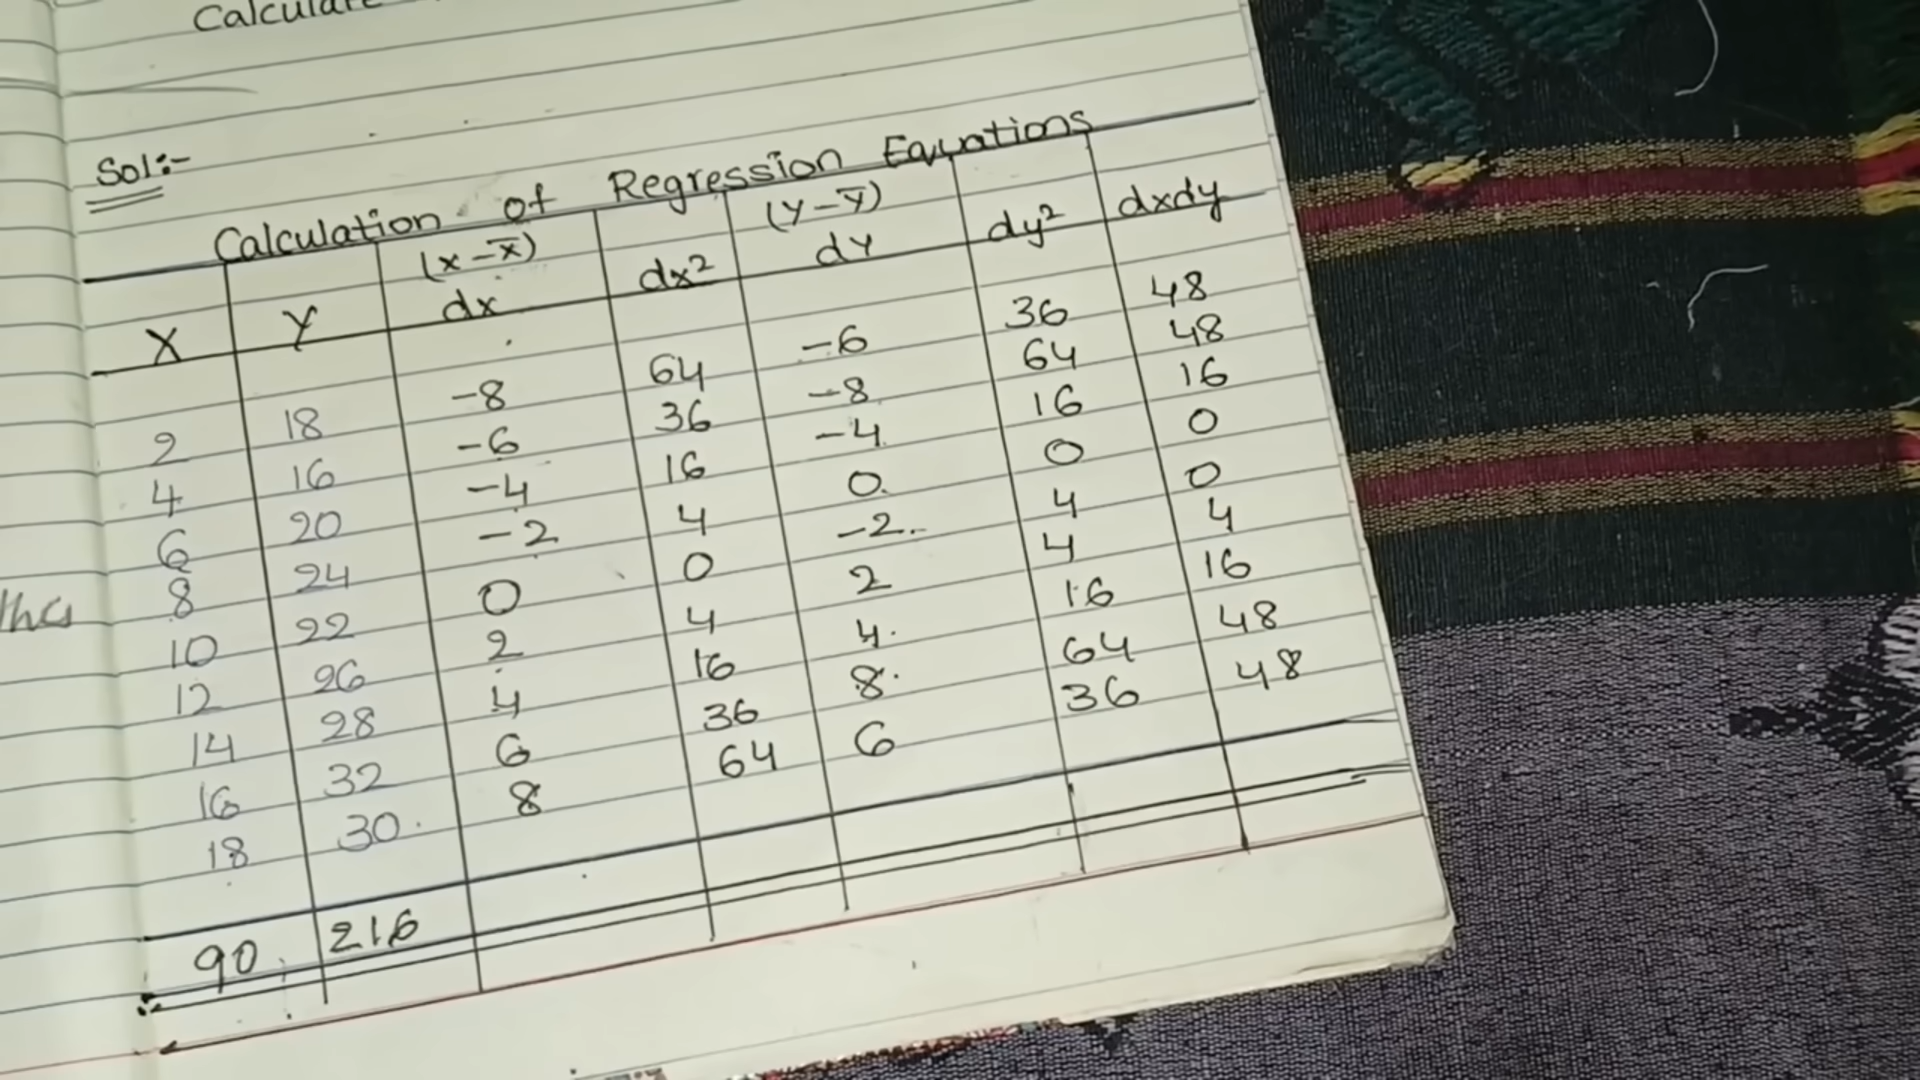 Calculate
Sol:-
Calculation of Regression Equations
X Y (x-x̅) dx dx² (y-y̅) dy dy² dxdy
2 18 -8 64 -6 36 48
4 16 -6 36 -8 64 48
6 20 -4 16 -4 16 16
8 24 -2 4 0 0 0
10 22 0 0 -2 4 0
12 26 2 4 2 4 4
14 28 4 16 4 16 16
16 32 6 36 8 64 48
18 30 8 64 6 36 48
90 216